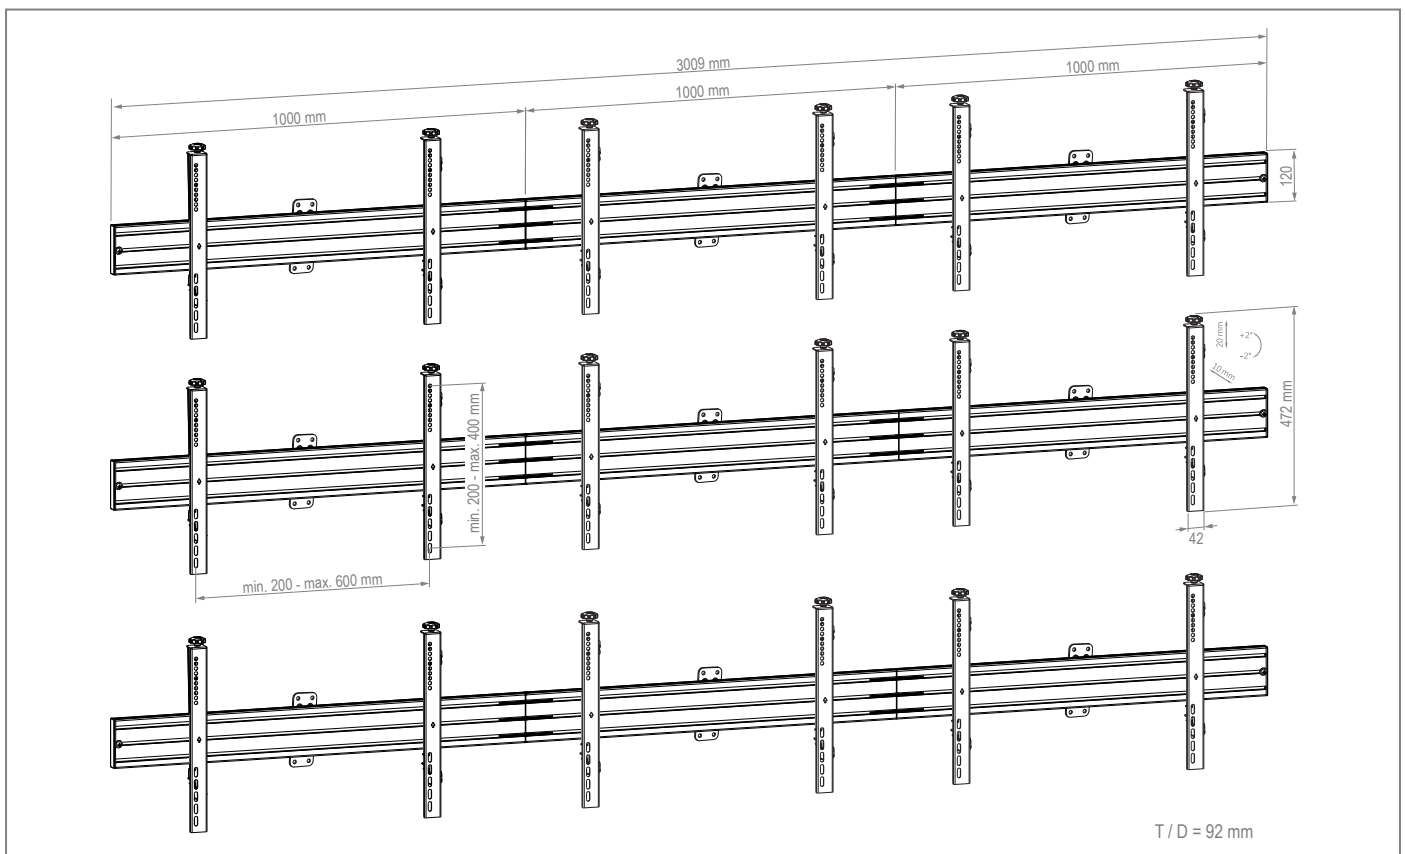 3009 mm
1000 mm
1000 mm
1000 mm
120
20 mm
+2°
-2°
10 mm
472 mm
min. 200 - max. 400 mm
42
min. 200 - max. 600 mm
T / D = 92 mm